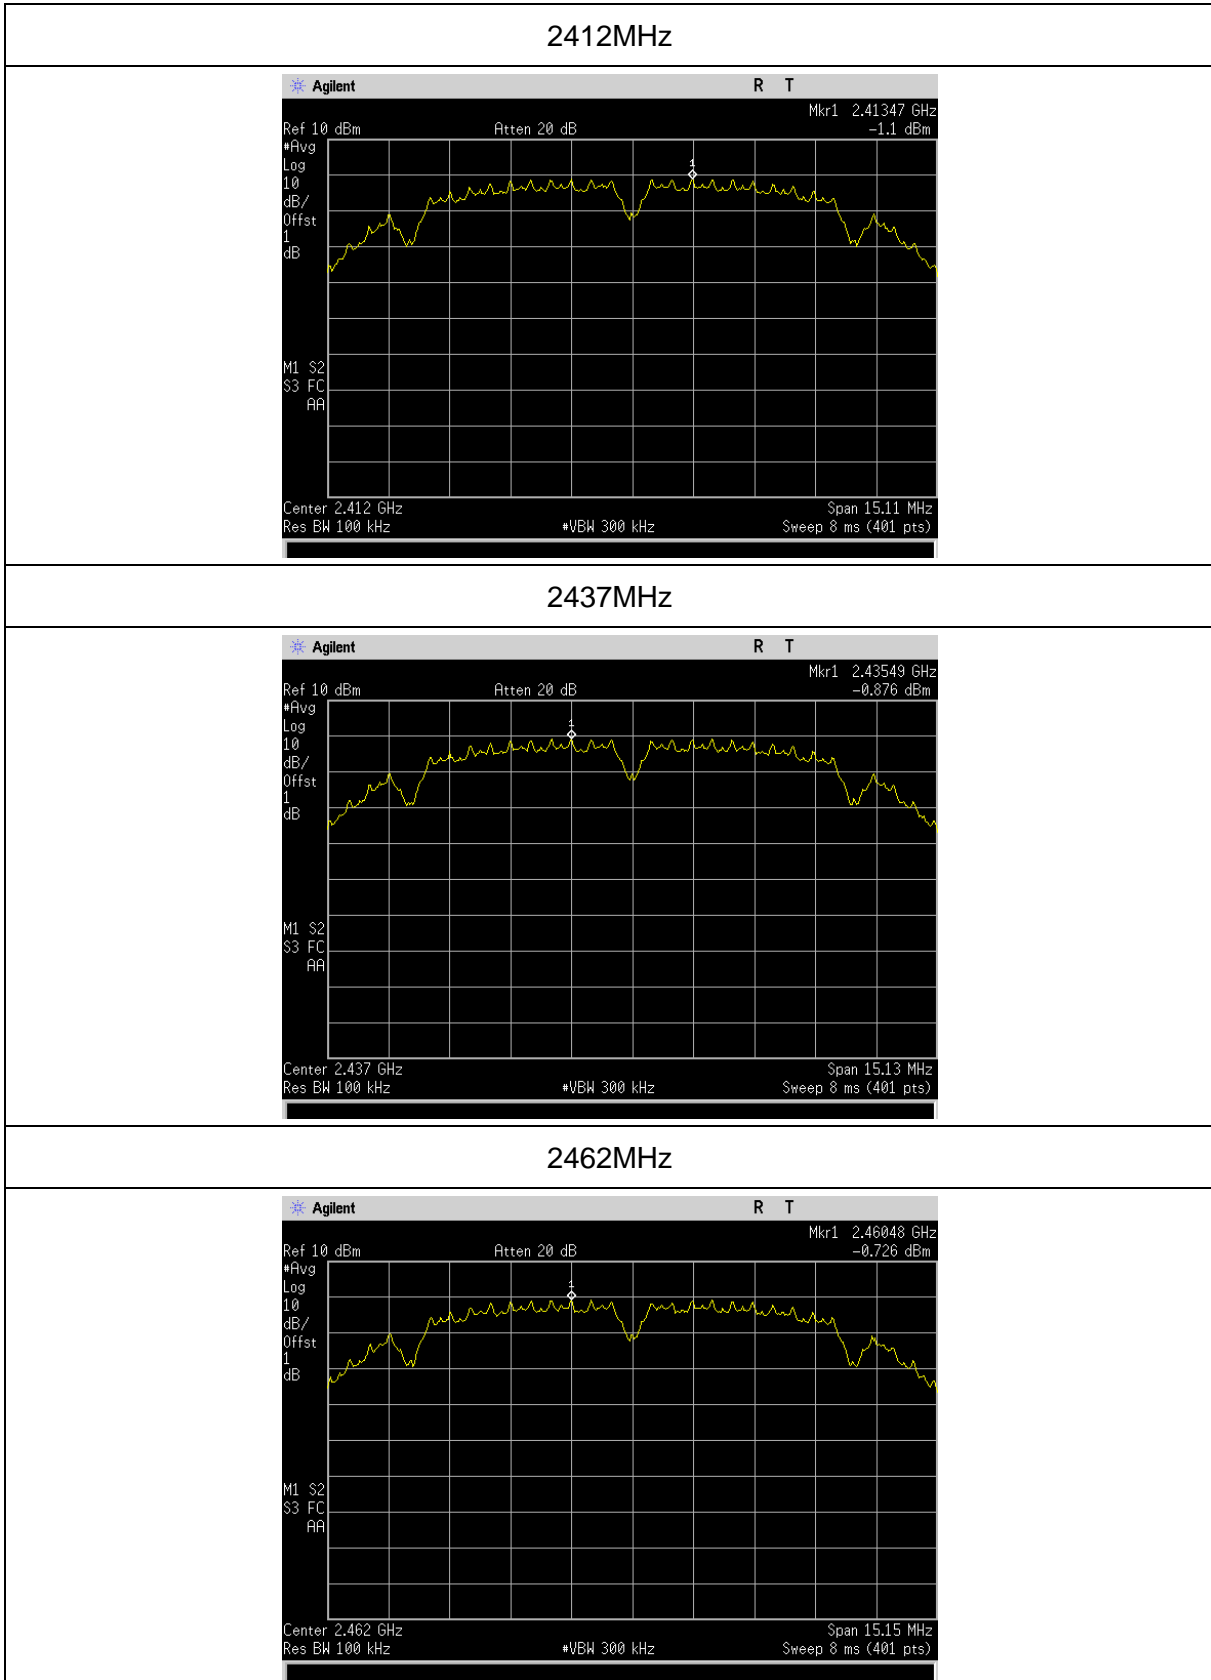 2412MHz
Agilent R T
Mkr1 2.41347 GHz
Ref 10 dBm Atten 20 dB -1.1 dBm
#Avg
Log
10
dB/
Offst
1
dB
1
M1 S2
S3 FC
AA
Center 2.412 GHz Span 15.11 MHz
Res BW 100 kHz #VBW 300 kHz Sweep 8 ms (401 pts)
2437MHz
Agilent R T
Mkr1 2.43549 GHz
Ref 10 dBm Atten 20 dB -0.876 dBm
#Avg
Log
10
dB/
Offst
1
dB
1
M1 S2
S3 FC
AA
Center 2.437 GHz Span 15.13 MHz
Res BW 100 kHz #VBW 300 kHz Sweep 8 ms (401 pts)
2462MHz
Agilent R T
Mkr1 2.46048 GHz
Ref 10 dBm Atten 20 dB -0.726 dBm
#Avg
Log
10
dB/
Offst
1
dB
1
M1 S2
S3 FC
AA
Center 2.462 GHz Span 15.15 MHz
Res BW 100 kHz #VBW 300 kHz Sweep 8 ms (401 pts)